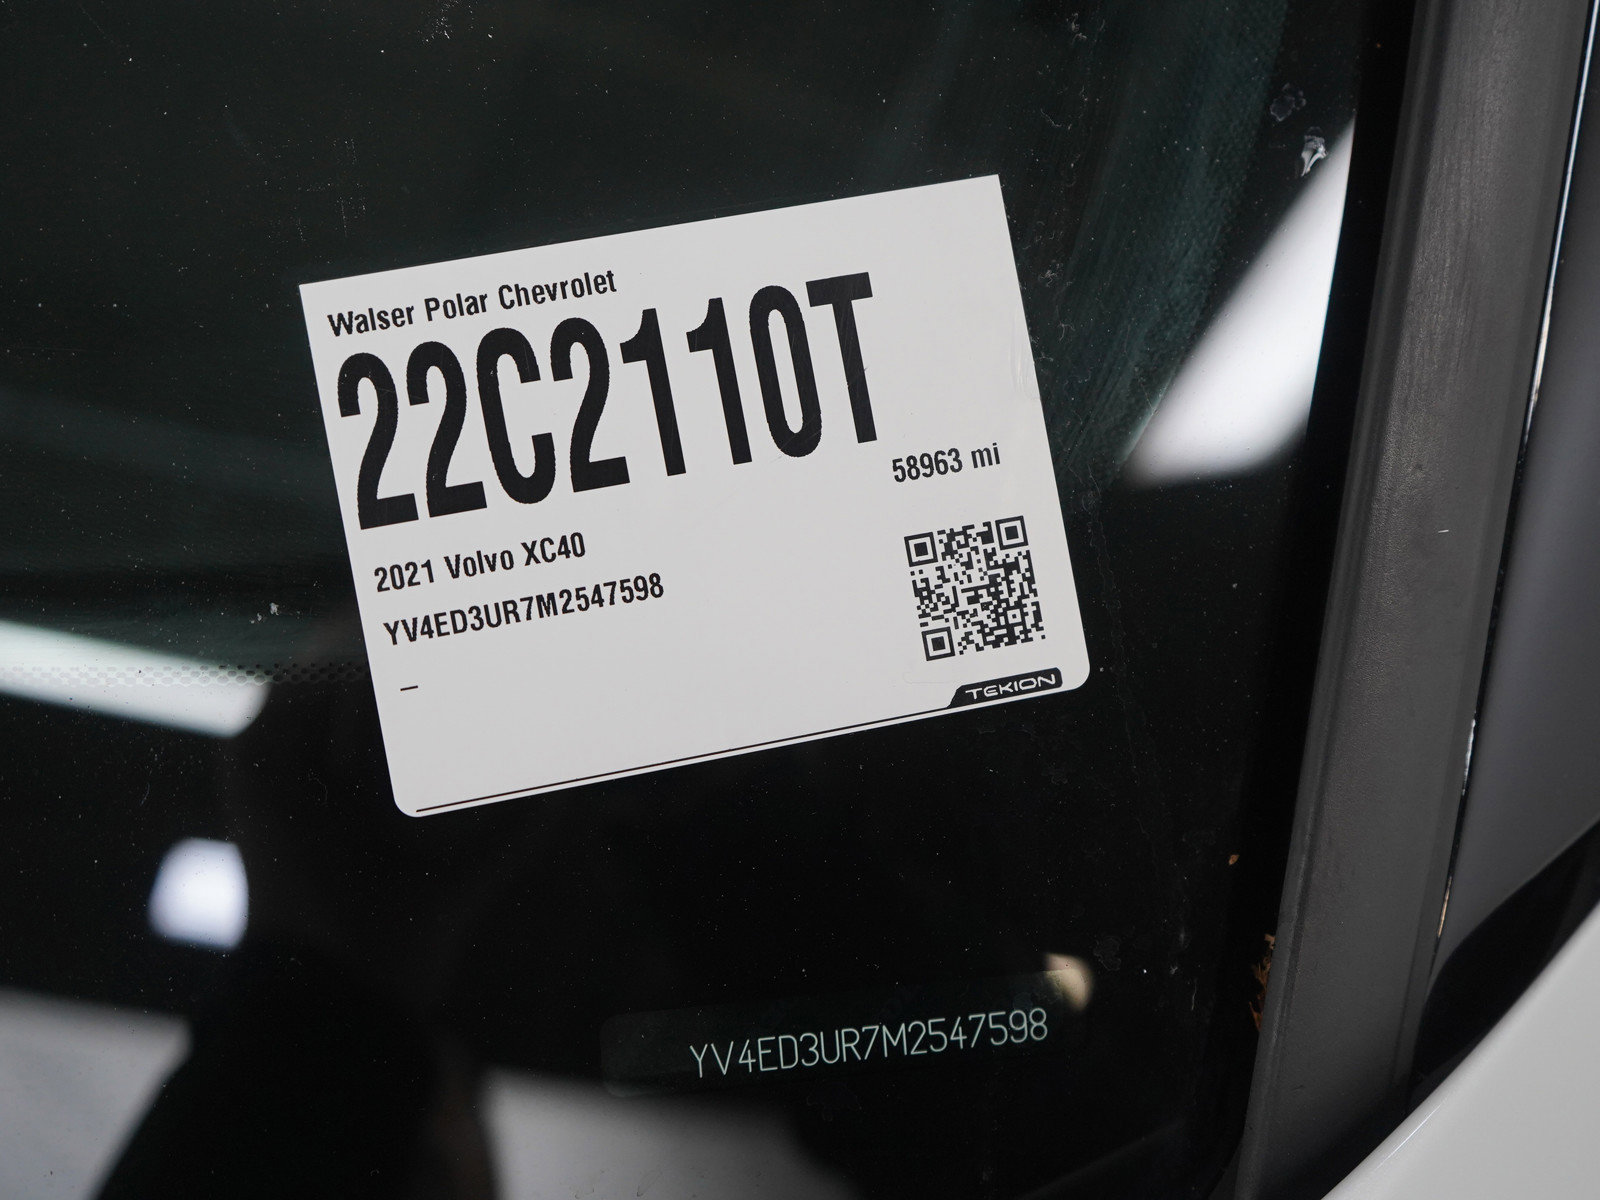 Walser Polar Chevrolet
22C2110T
58963 mi
2021 Volvo XC40
YV4ED3UR7M2547598
–
TEKION
YV4ED3UR7M2547598